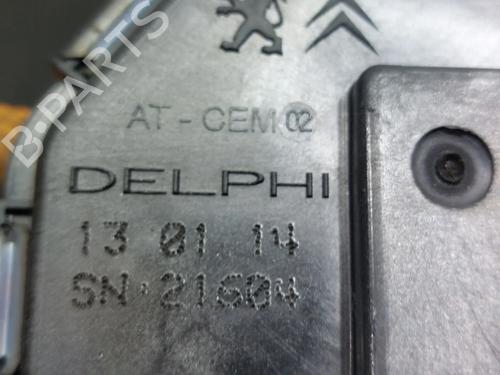 AT - CEM 02
DELPHI
13 01 14
SN:21604
B-PARTS